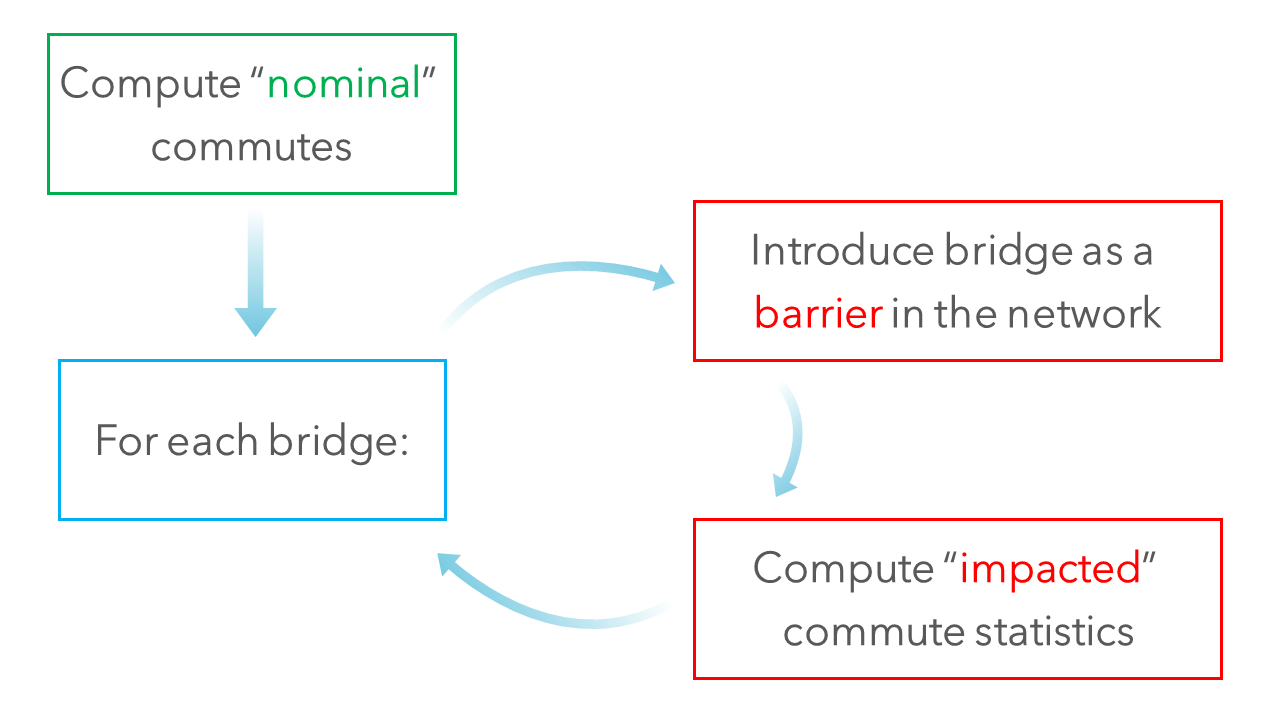 Compute “nominal”
commutes
For each bridge:
Introduce bridge as a
barrier in the network
Compute “impacted”
commute statistics